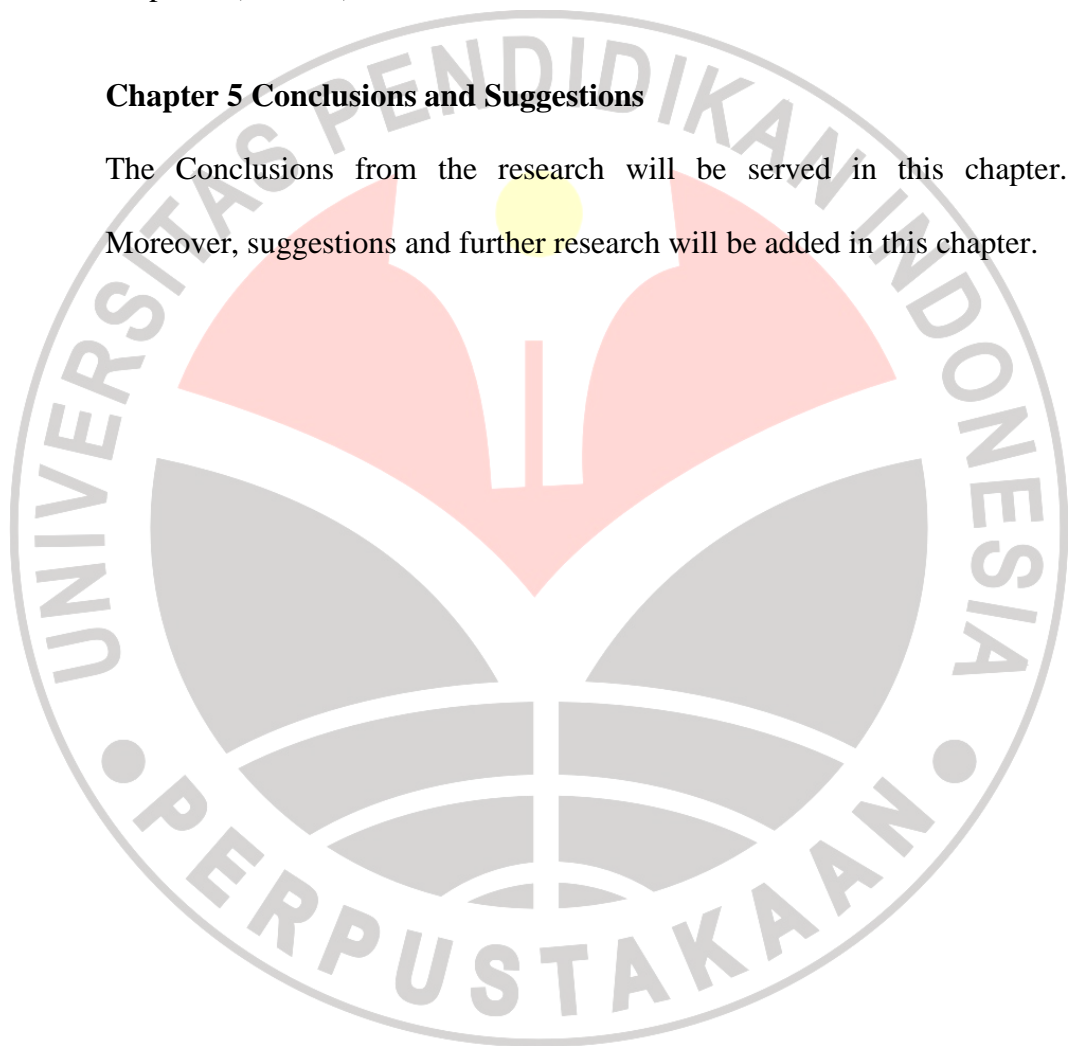 Chapter 5 Conclusions and Suggestions
The Conclusions from the research will be served in this chapter.
Moreover, suggestions and further research will be added in this chapter.
UNIVERSITAS PENDIDIKAN INDONESIA
PERPUSTAKAAN